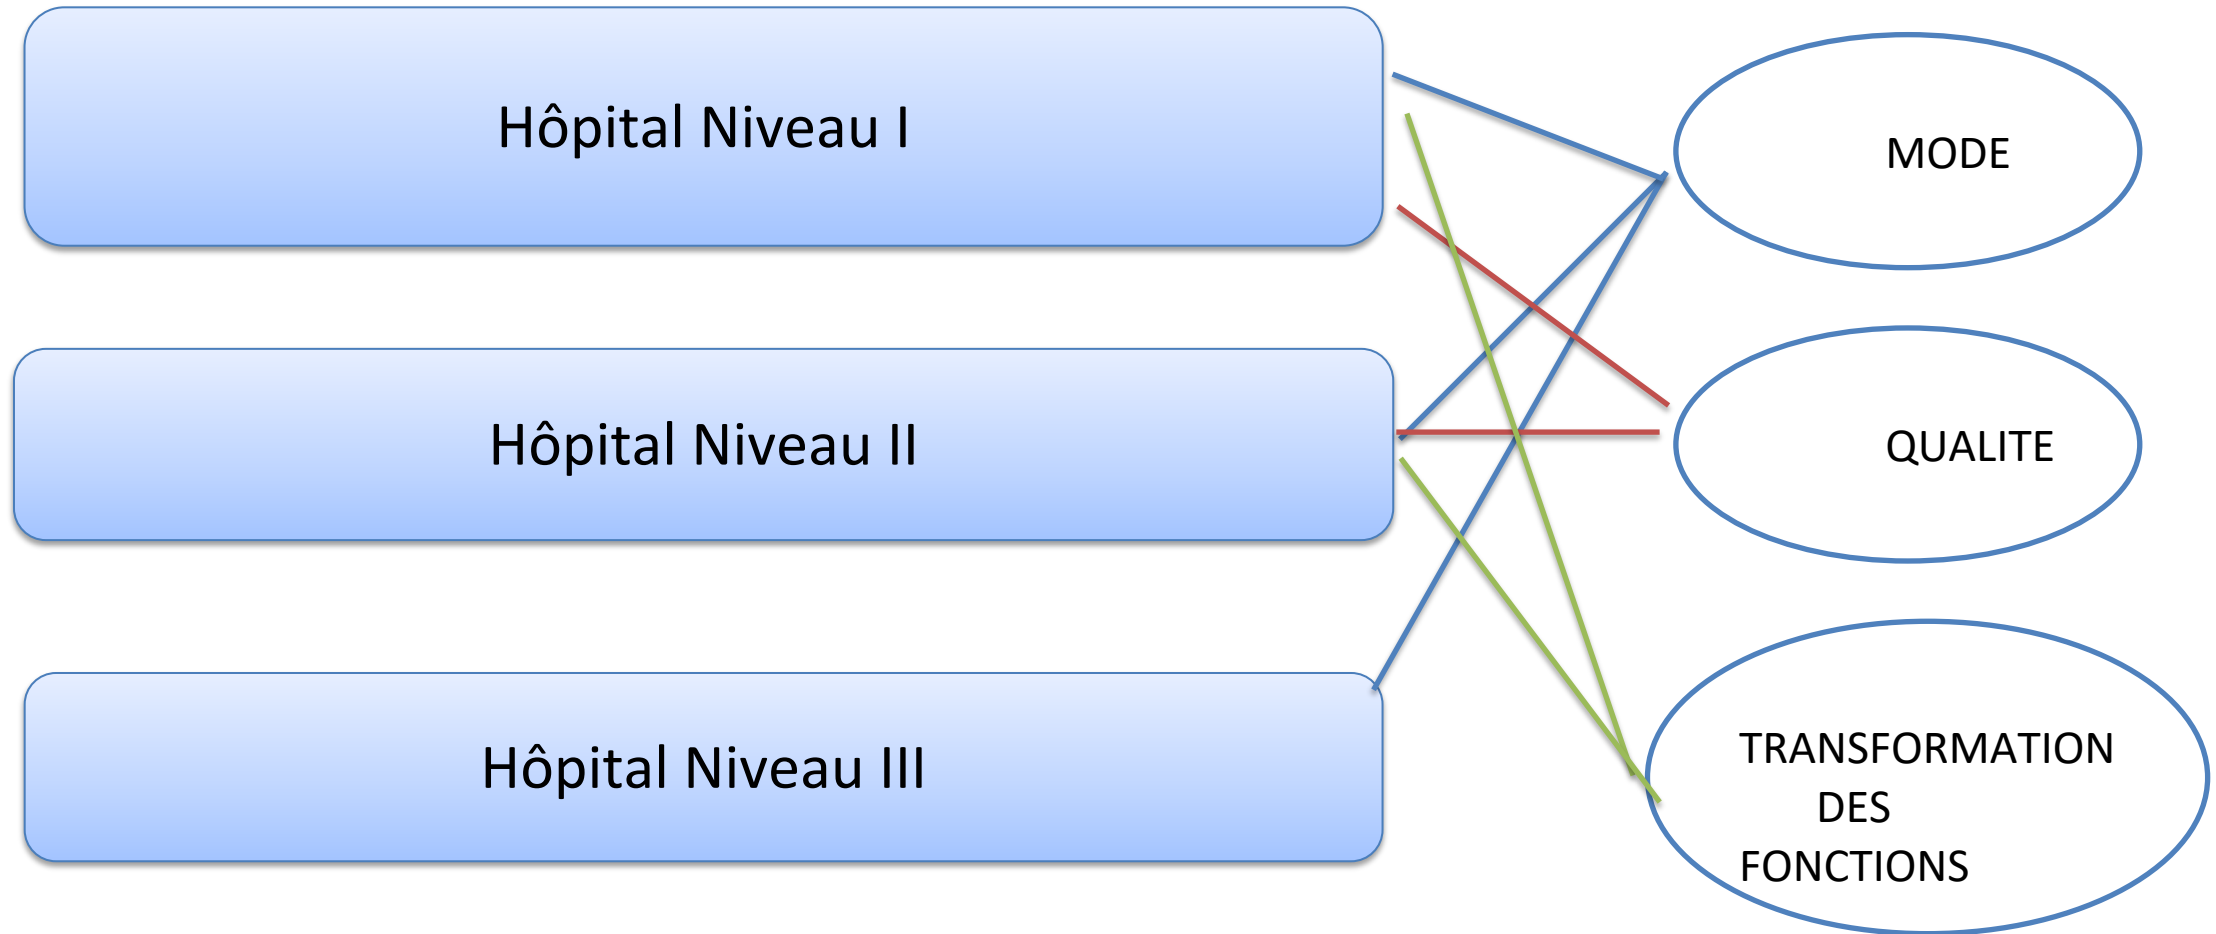 Hôpital Niveau I
MODE
Hôpital Niveau II
QUALITE
Hôpital Niveau III
TRANSFORMATION
DES
FONCTIONS